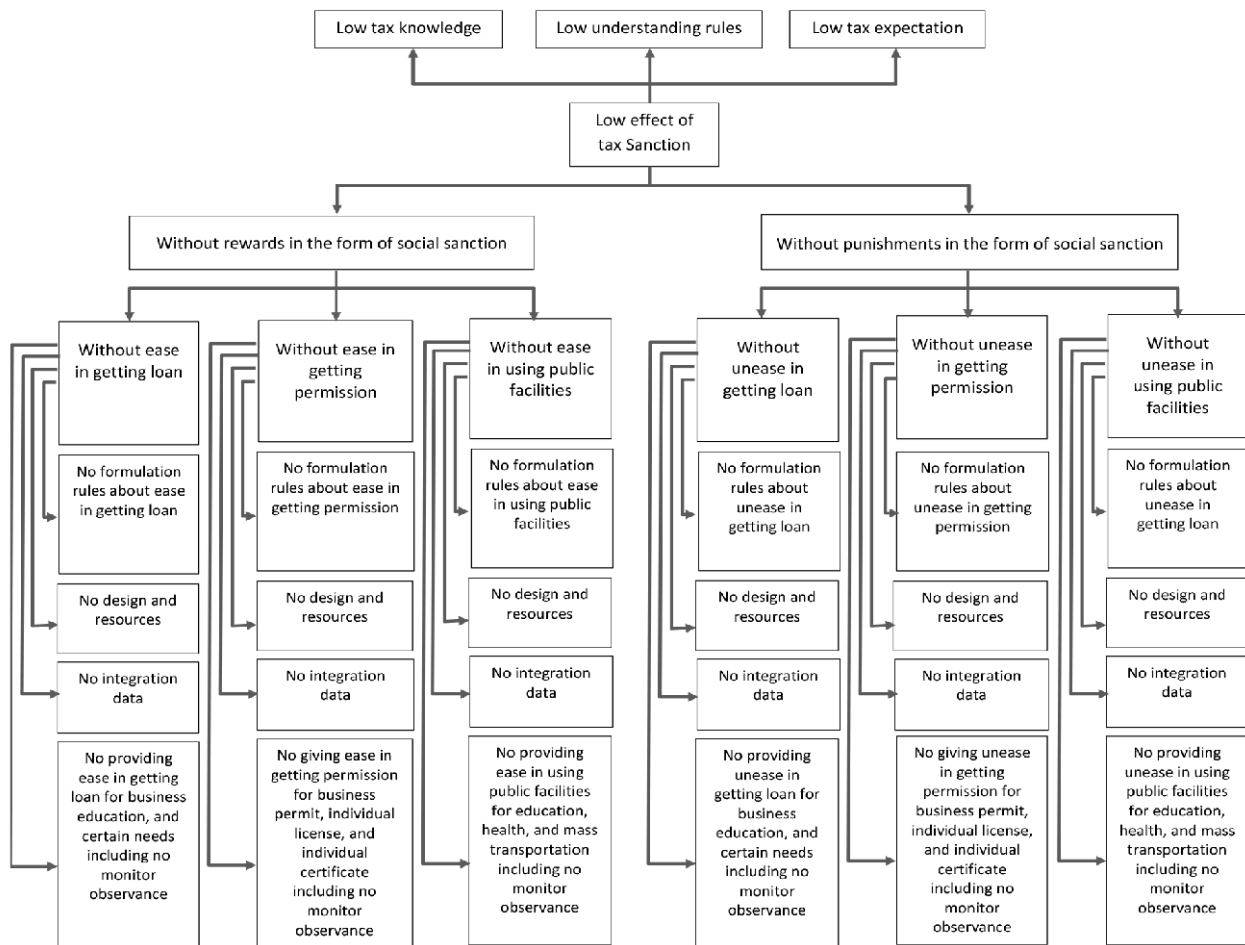 Low tax knowledge
Low understanding rules
Low tax expectation
Low effect of
tax Sanction
Without rewards in the form of social sanction
Without punishments in the form of social sanction
Without ease
in getting loan
Without ease in
getting
permission
Without ease
in using public
facilities
Without
unease in
getting loan
Without unease
in getting
permission
Without
unease in
using public
facilities
No formulation
rules about ease
in getting loan
No formulation
rules about ease in
getting permission
No formulation
rules about ease
in using public
facilities
No formulation
rules about
unease in
getting loan
No formulation
rules about
unease in getting
permission
No formulation
rules about
unease in
getting loan
No design and
resources
No design and
resources
No design and
resources
No design and
resources
No design and
resources
No design and
resources
No integration
data
No integration
data
No integration
data
No integration
data
No integration
data
No integration
data
No providing
ease in getting
loan for business
education, and
certain needs
including no
monitor
observance
No giving ease in
getting permission
for business
permit, individual
license, and
individual
certificate
including no
monitor
observance
No providing
ease in using
public facilities
for education,
health, and mass
transportation
including no
monitor
observance
No providing
unease in
getting loan for
business
education, and
certain needs
including no
monitor
observance
No giving unease
in getting
permission for
business permit,
individual license,
and individual
certificate
including no
monitor
observance
No providing
unease in using
public facilities
for education,
health, and mass
transportation
including no
monitor
observance